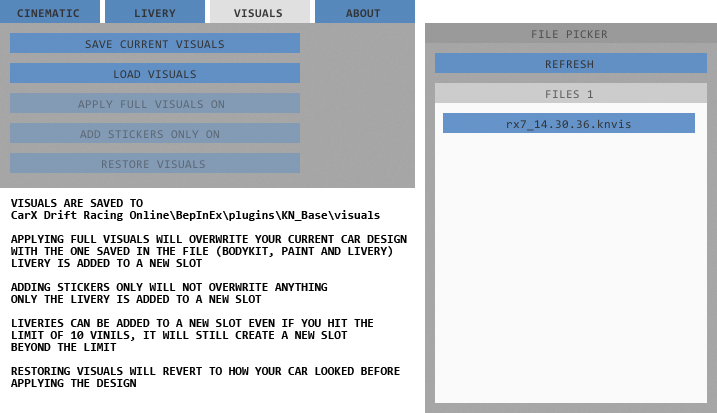 CINEMATIC LIVERY VISUALS ABOUT
SAVE CURRENT VISUALS
LOAD VISUALS
APPLY FULL VISUALS ON
ADD STICKERS ONLY ON
RESTORE VISUALS
VISUALS ARE SAVED TO
CarX Drift Racing Online\BepInEx\plugins\KN_Base\visuals
APPLYING FULL VISUALS WILL OVERWRITE YOUR CURRENT CAR DESIGN
WITH THE ONE SAVED IN THE FILE (BODYKIT, PAINT AND LIVERY)
LIVERY IS ADDED TO A NEW SLOT
ADDING STICKERS ONLY WILL NOT OVERWRITE ANYTHING
ONLY THE LIVERY IS ADDED TO A NEW SLOT
LIVERIES CAN BE ADDED TO A NEW SLOT EVEN IF YOU HIT THE
LIMIT OF 10 VINILS, IT WILL STILL CREATE A NEW SLOT
BEYOND THE LIMIT
RESTORING VISUALS WILL REVERT TO HOW YOUR CAR LOOKED BEFORE
APPLYING THE DESIGN
FILE PICKER
REFRESH
FILES 1
rx7_14.30.36.knvis